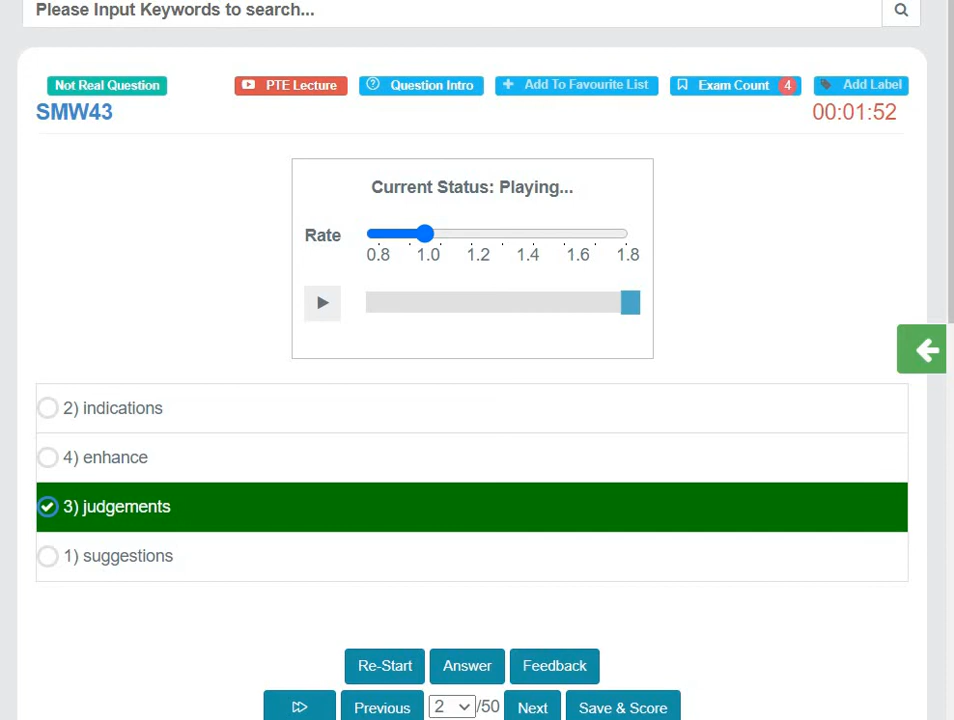 Please Input Keywords to search...
Not Real Question PTE Lecture Question Intro Add To Favourite List Exam Count 4 Add Label
SMW43 00:01:52
Current Status: Playing...
Rate
0.8 1.0 1.2 1.4 1.6 1.8
2) indications
4) enhance
3) judgements
1) suggestions
Re-Start Answer Feedback
Previous 2 /50 Next Save & Score